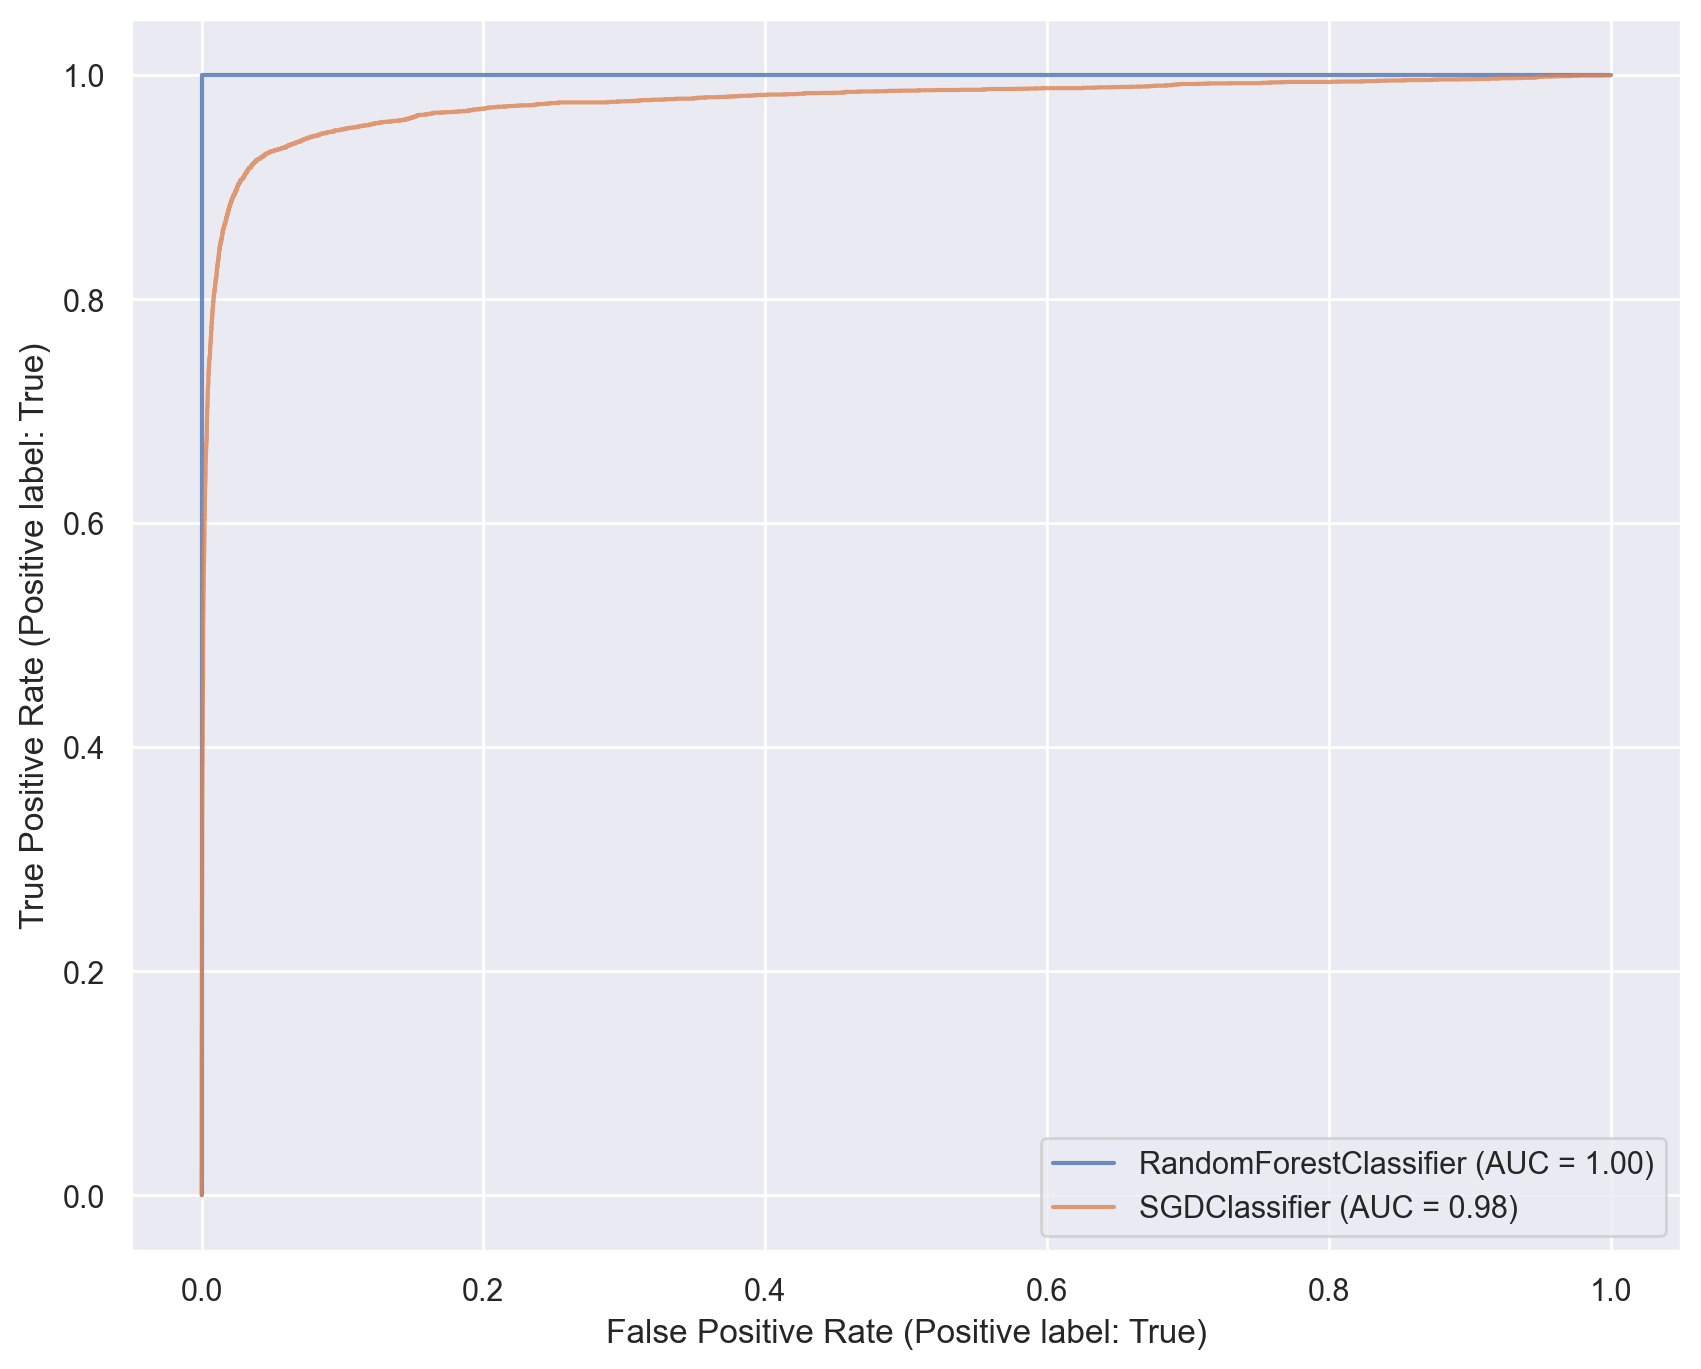 True Positive Rate (Positive label: True)
1.0
0.8
0.6
0.4
0.2
0.0
RandomForestClassifier (AUC = 1.00)
SGDClassifier (AUC = 0.98)
0.0 0.2 0.4 0.6 0.8 1.0
False Positive Rate (Positive label: True)